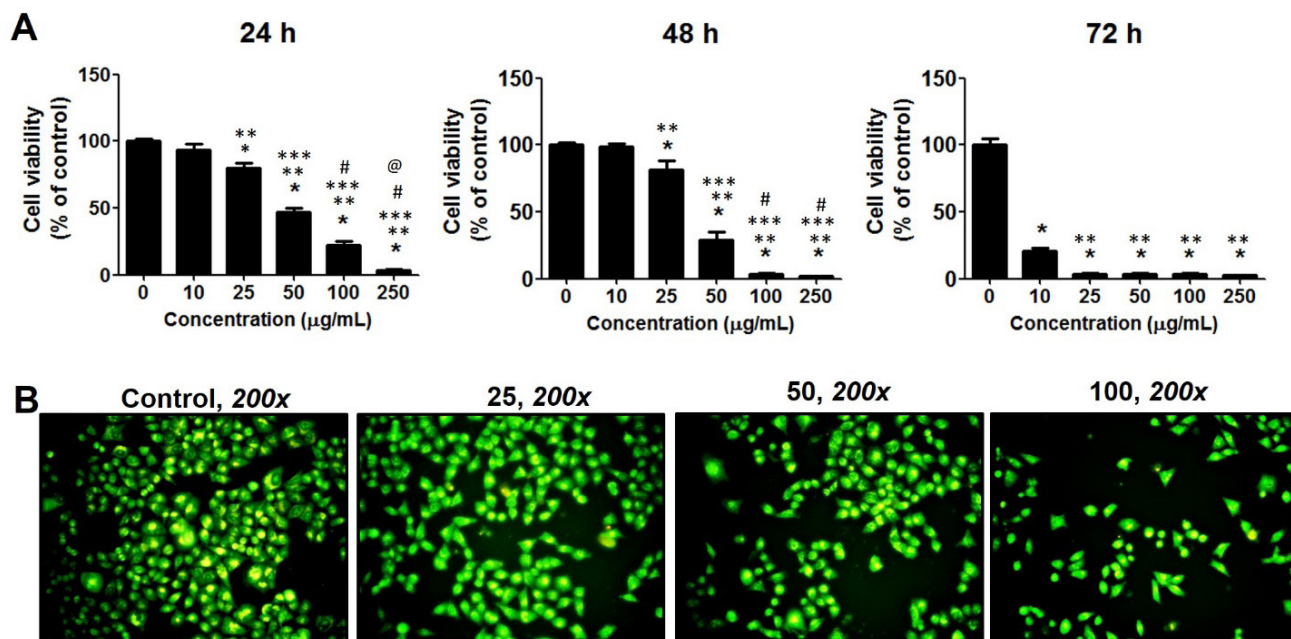 A
24 h
Cell viability
(% of control)
150
100
50
0
**
*
***
**
*
#
***
**
*
@
#
***
**
*
0 10 25 50 100 250
Concentration (μg/mL)
48 h
Cell viability
(% of control)
150
100
50
0
**
*
***
**
*
#
***
**
*
#
***
**
*
0 10 25 50 100 250
Concentration (μg/mL)
72 h
Cell viability
(% of control)
150
100
50
0
*
**
*
**
*
**
*
**
*
0 10 25 50 100 250
Concentration (μg/mL)
B
Control, 200x
25, 200x
50, 200x
100, 200x